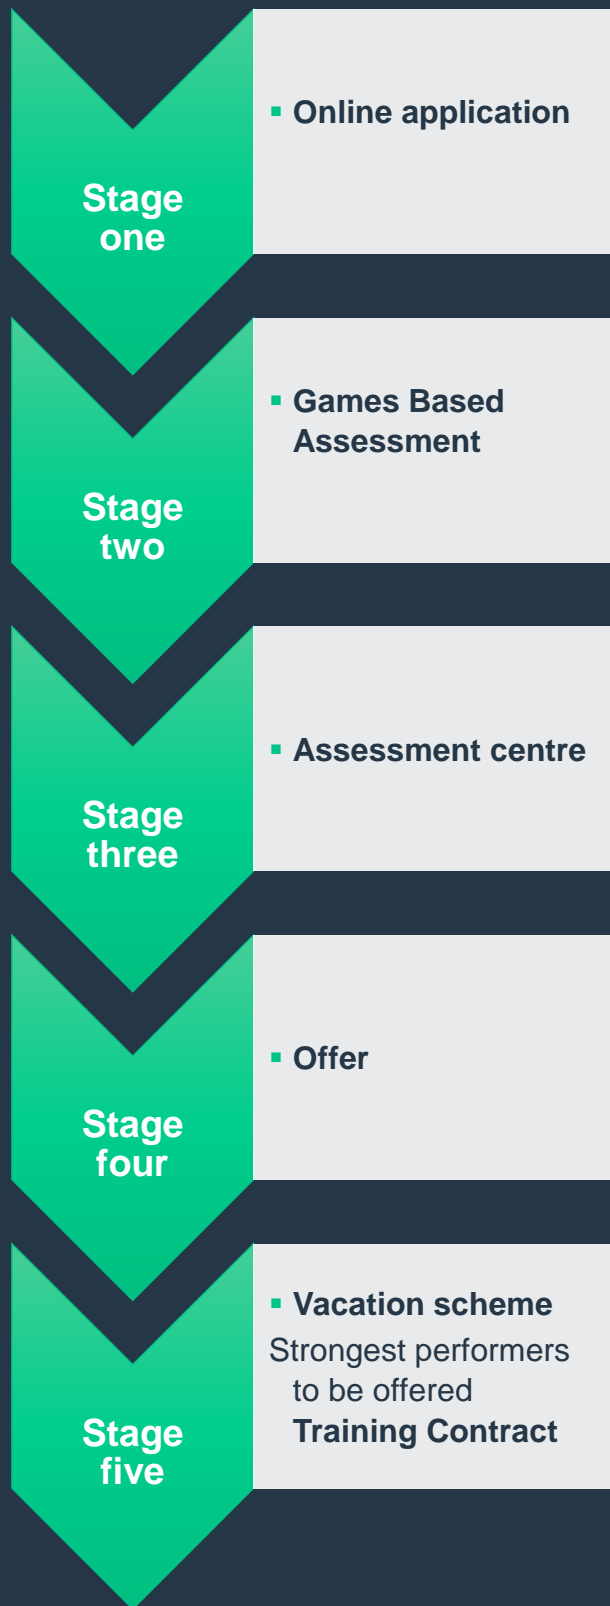 Stage
one
▪ Online application
Stage
two
▪ Games Based
Assessment
Stage
three
▪ Assessment centre
Stage
four
▪ Offer
Stage
five
▪ Vacation scheme
Strongest performers
to be offered
Training Contract